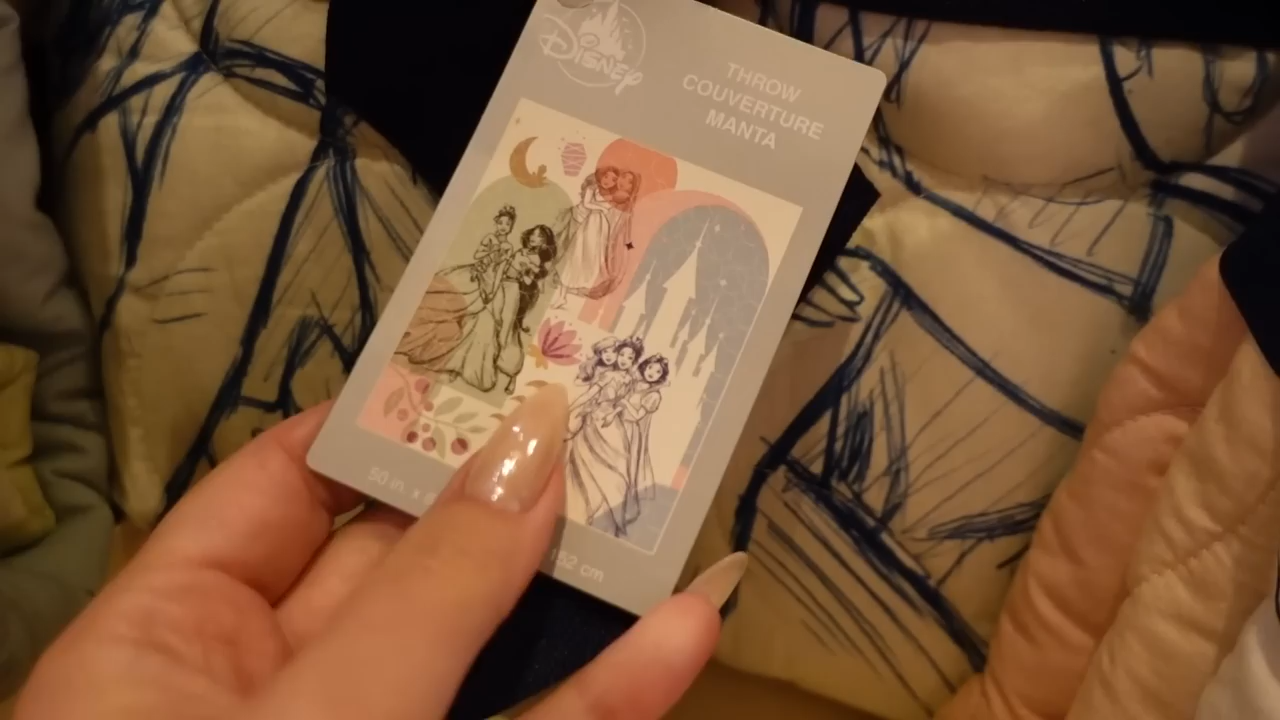 Disney
THROW
COUVERTURE
MANTA
50 in. x
152 cm